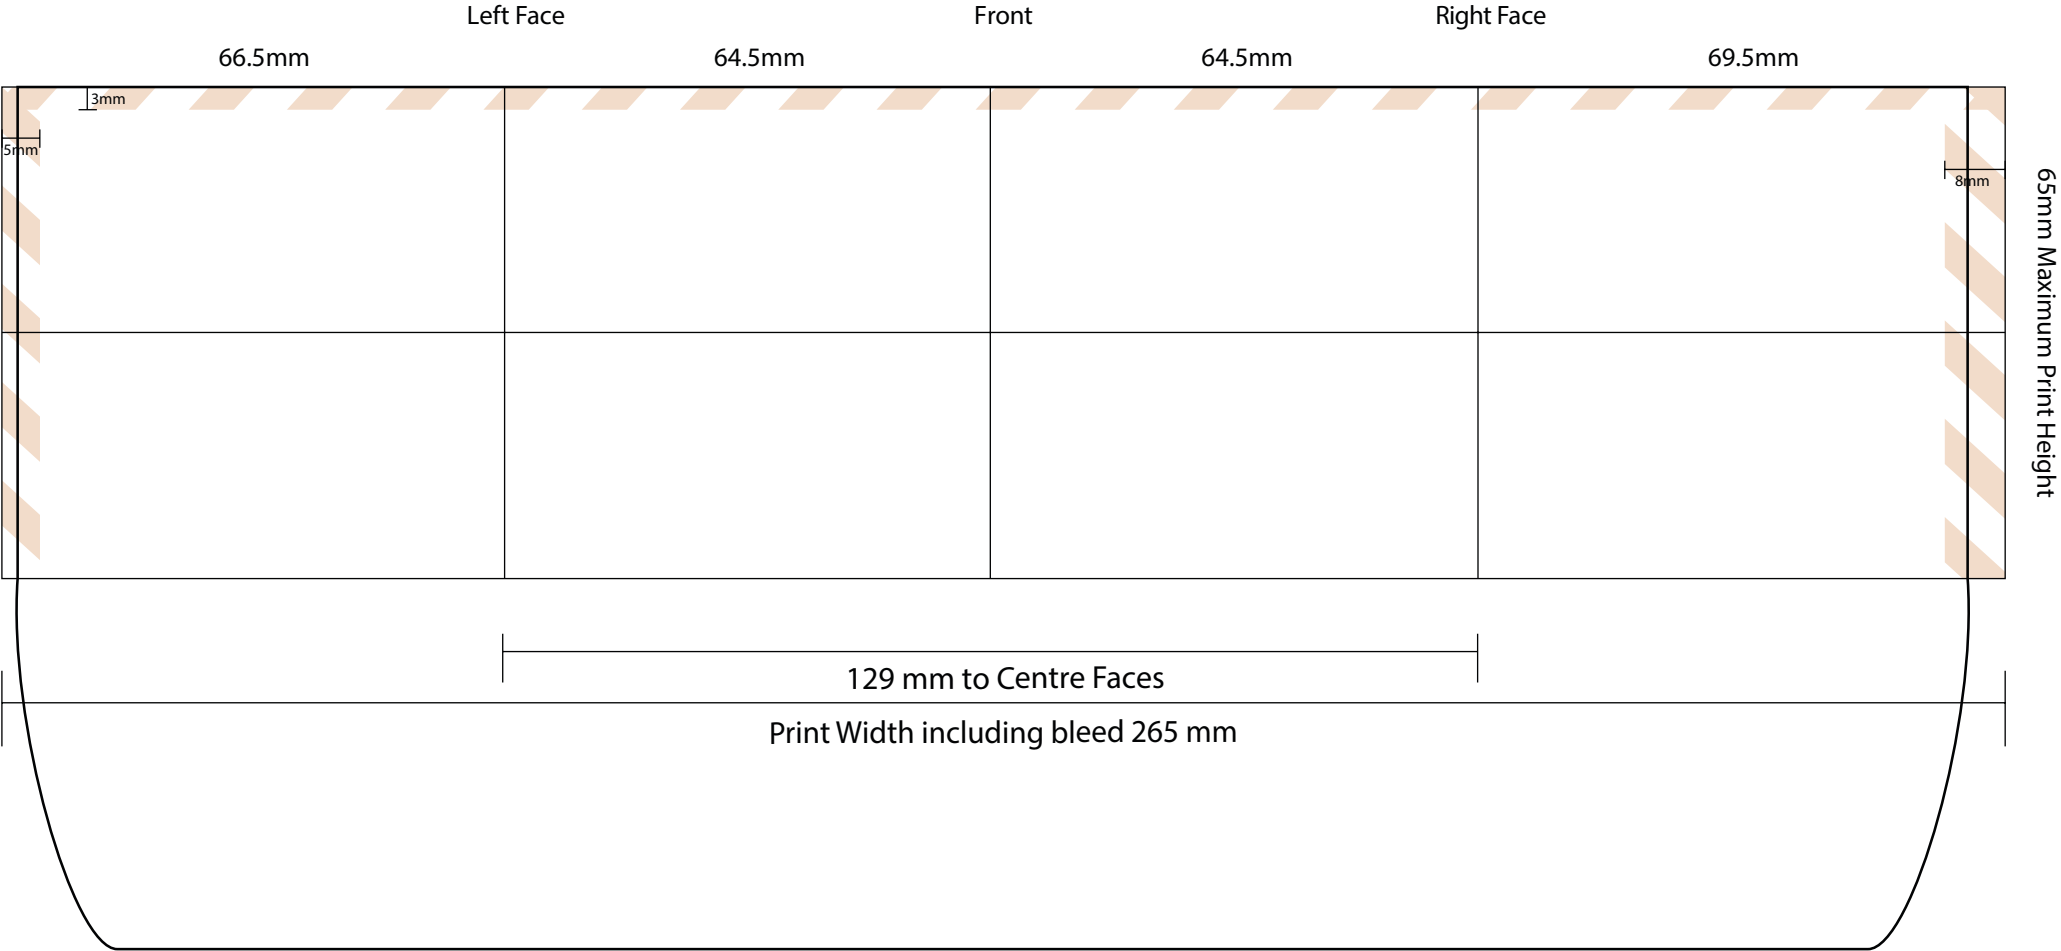 Left Face
Front
Right Face
66.5mm
64.5mm
64.5mm
69.5mm
3mm
5mm
8mm
65mm Maximum Print Height
129 mm to Centre Faces
Print Width including bleed 265 mm